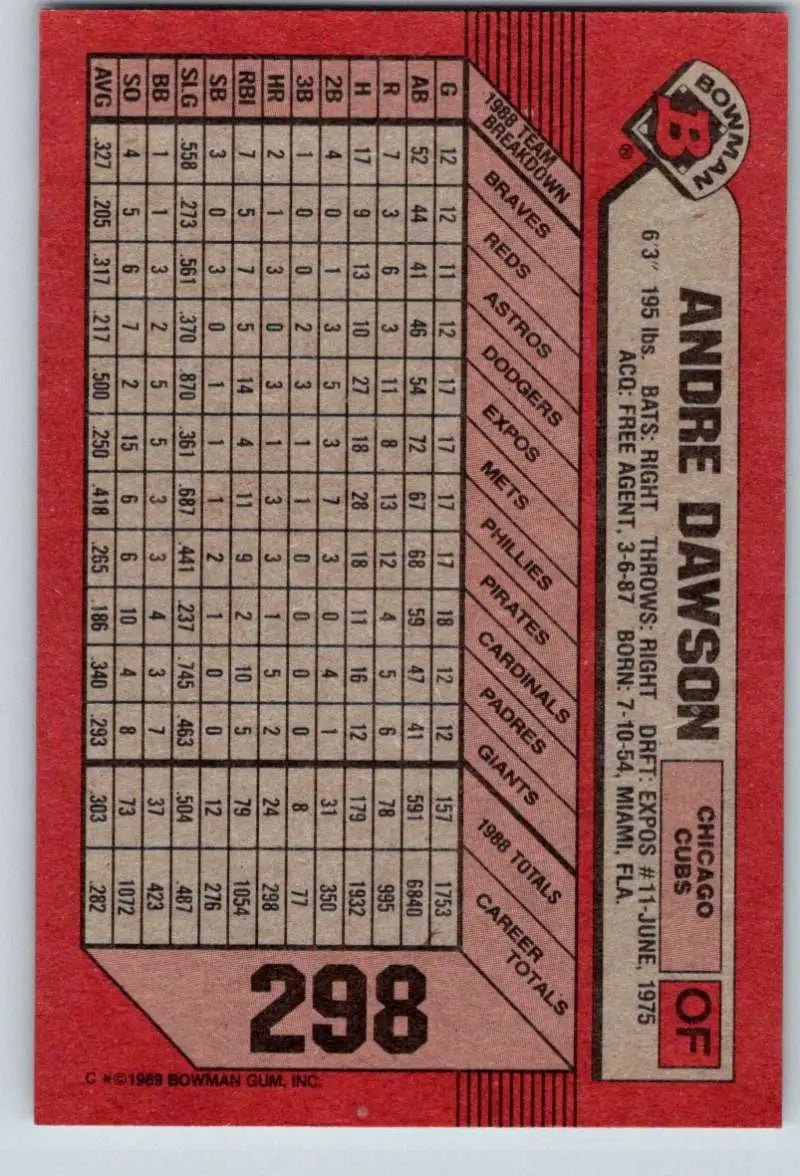 BOWMAN
B
®
ANDRE DAWSON
CHICAGO
CUBS
OF
6'3" 195 lbs. BATS: RIGHT THROWS: RIGHT DRFT: EXPOS #11-JUNE, 1975
ACQ: FREE AGENT, 3-6-87 BORN: 7-10-54, MIAMI, FLA.
1988 TEAM
BREAKDOWN
G AB R H 2B 3B HR RBI SB SLG BB SO AVG
BRAVES 12 52 7 17 4 1 2 7 3 .558 1 4 .327
REDS 12 44 3 9 0 0 1 5 0 .273 1 5 .205
ASTROS 11 41 6 13 1 0 3 7 3 .561 3 6 .317
DODGERS 12 46 3 10 3 2 0 5 0 .370 2 7 .217
EXPOS 17 54 11 27 5 3 3 14 1 .870 5 2 .500
METS 17 72 8 18 3 1 1 4 1 .361 5 15 .250
PHILLIES 17 67 13 28 7 1 3 11 1 .687 3 6 .418
PIRATES 17 68 12 18 3 0 3 9 2 .441 3 6 .265
CARDINALS 18 59 4 11 0 0 1 2 1 .237 4 10 .186
PADRES 12 47 5 16 4 0 5 10 0 .745 3 4 .340
GIANTS 12 41 6 12 1 0 2 5 0 .463 7 8 .293
1988 TOTALS 157 591 78 179 31 8 24 79 12 .504 37 73 .303
CAREER
TOTALS 1753 6840 995 1932 350 77 298 1054 276 .487 423 1072 .282
298
C *©1989 BOWMAN GUM, INC.